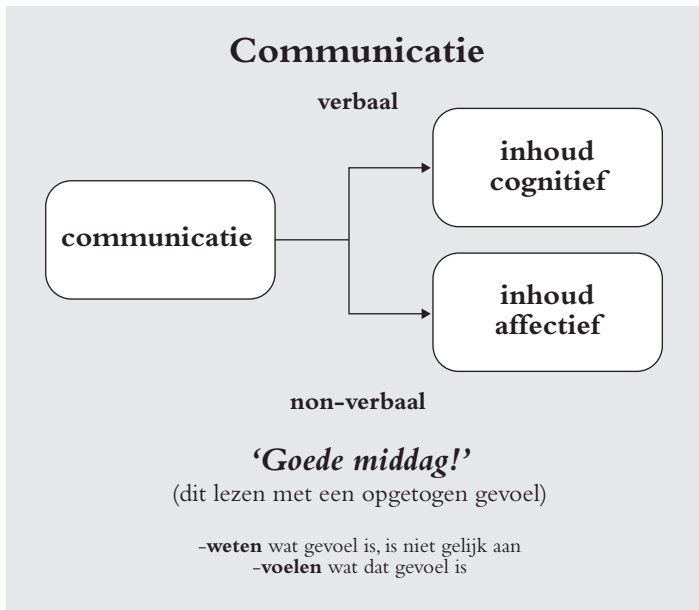 Communicatie
verbaal
inhoud
cognitief
communicatie
inhoud
affectief
non-verbaal
‘Goede middag!’
(dit lezen met een opgetogen gevoel)
-weten wat gevoel is, is niet gelijk aan
-voelen wat dat gevoel is